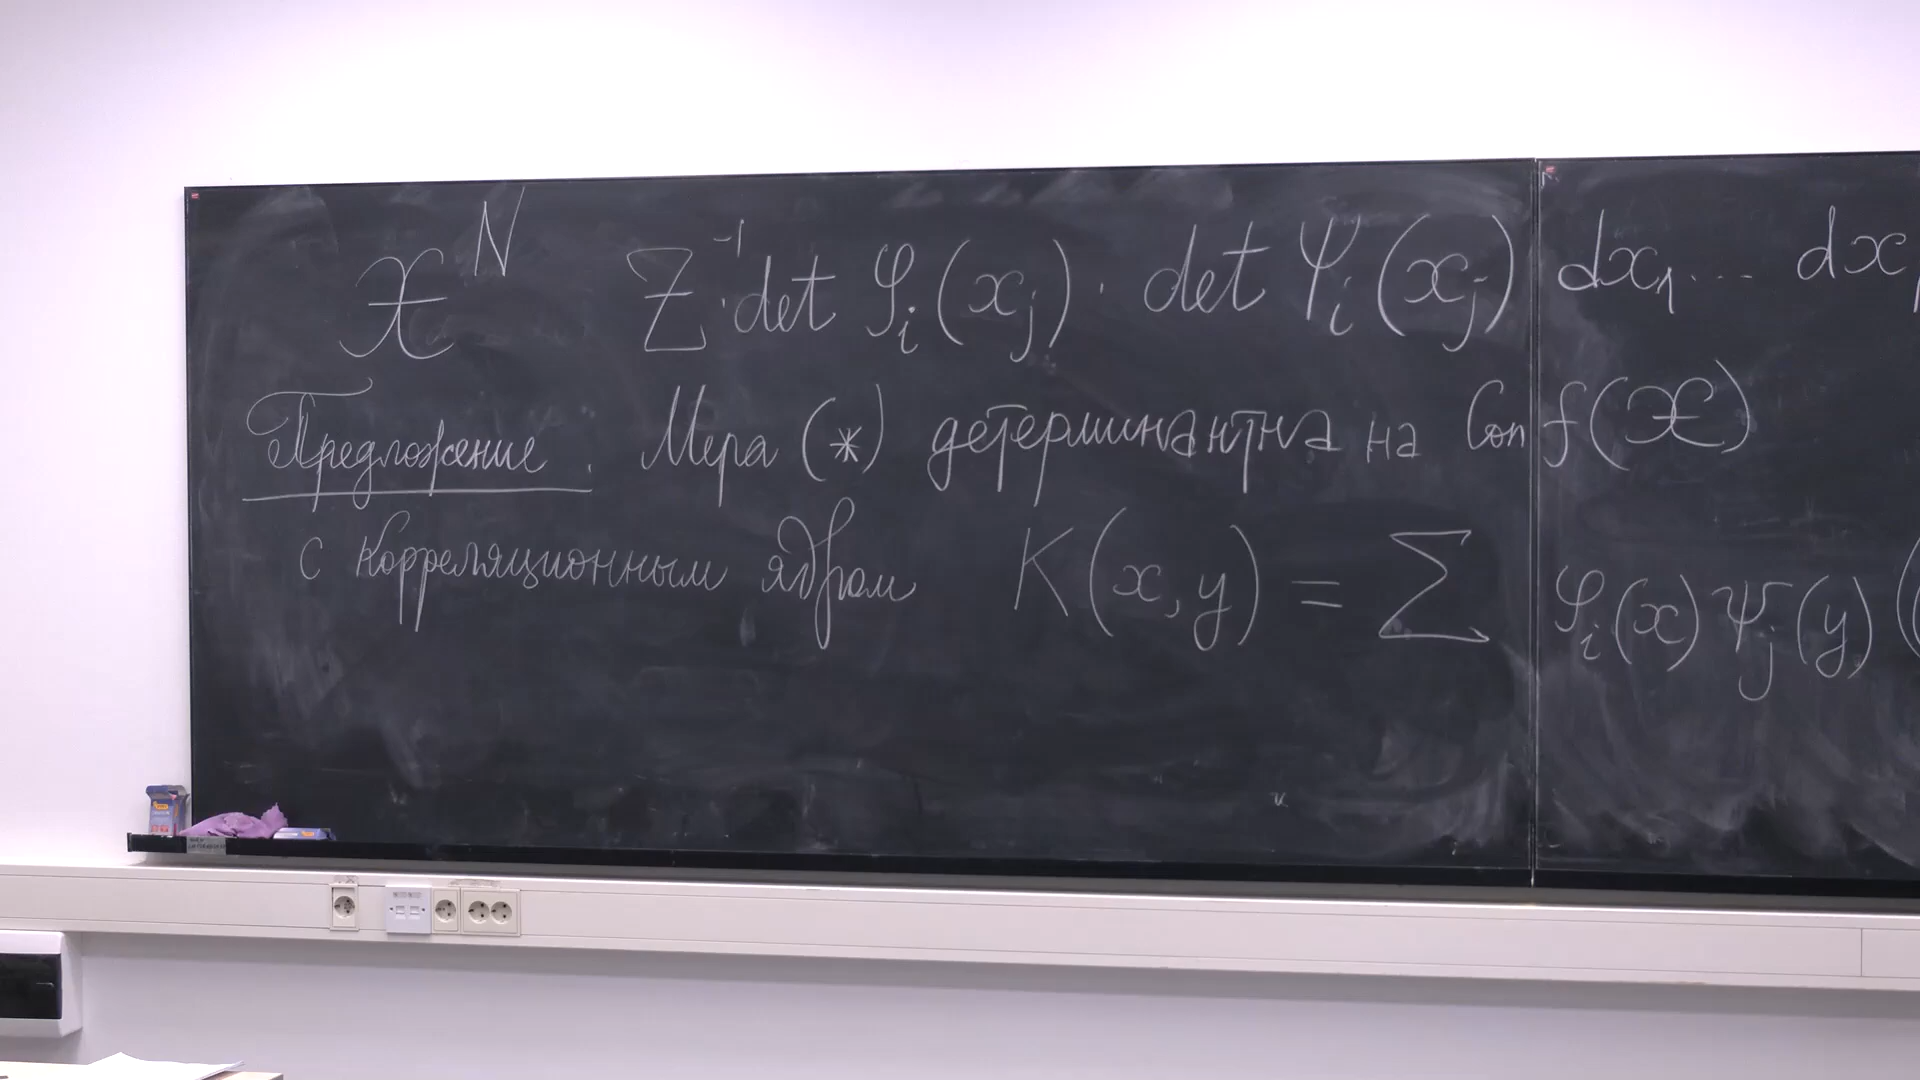 𝔛^N Z^{-1} · det φ_i(x_j) · det ψ_i(x_j) dx_1 ... dx
Предложение. Мера (*) детерминантна на Conf(𝔛)
с корреляционным ядром K(x,y) = Σ φ_i(x) ψ_j(y) (